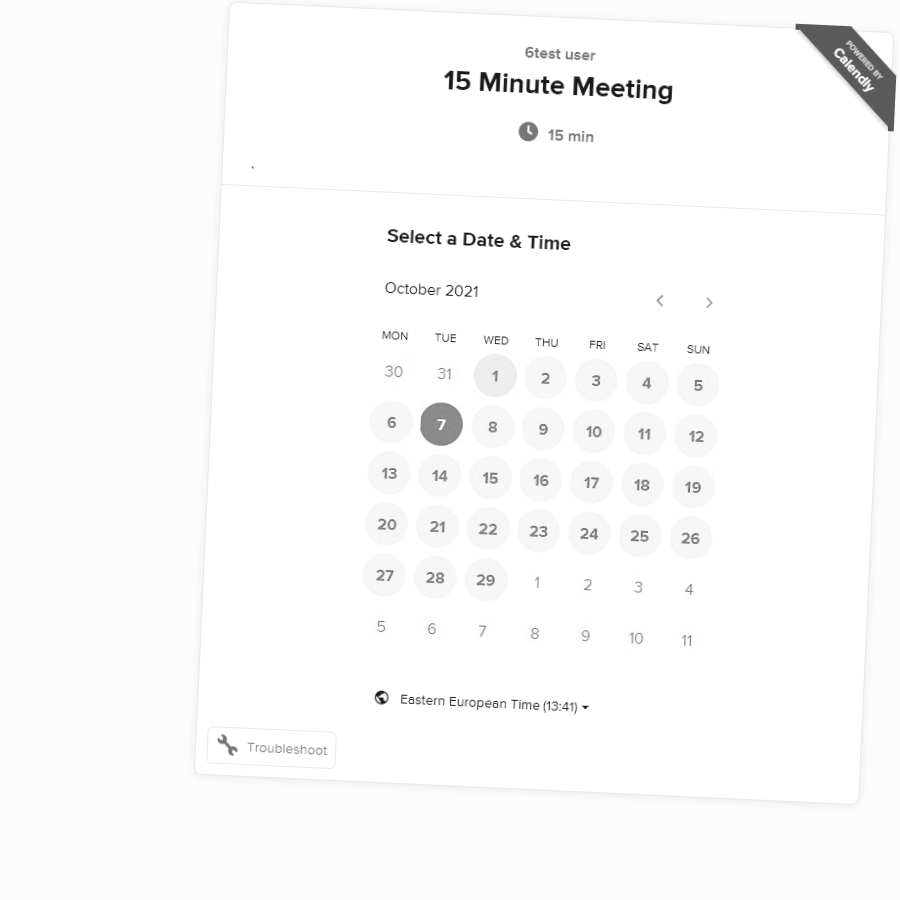 POWERED BY
Calendly
6test user
15 Minute Meeting
15 min
.
Select a Date & Time
October 2021
MON TUE WED THU FRI SAT SUN
30 31 1 2 3 4 5
6 7 8 9 10 11 12
13 14 15 16 17 18 19
20 21 22 23 24 25 26
27 28 29 1 2 3 4
5 6 7 8 9 10 11
Eastern European Time (13:41)
Troubleshoot